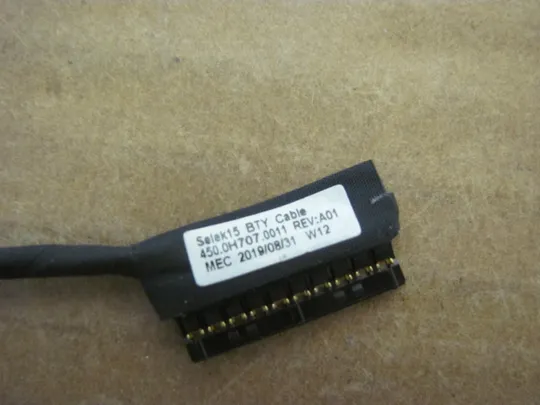 Selek15 BTY Cable
450.0H707.0011 REV:A01
MEC 2019/08/31 W12